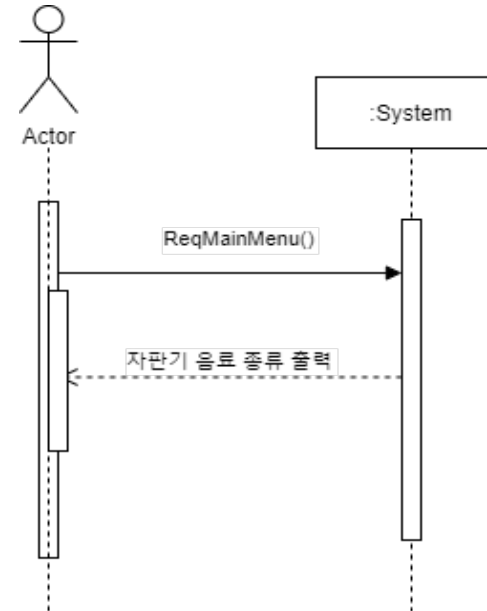 Actor
:System
ReqMainMenu()
자판기 음료 종류 출력